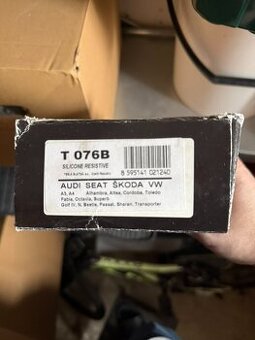 T 076B
SILICONE RESISTIVE
8 595141 021240
AUDI SEAT ŠKODA VW
A3, A4 Alhambra, Altea, Cordoba, Toledo
Fabia, Octavia, Superb
Golf III, N. Beetle, Passat, Sharan, Transporter